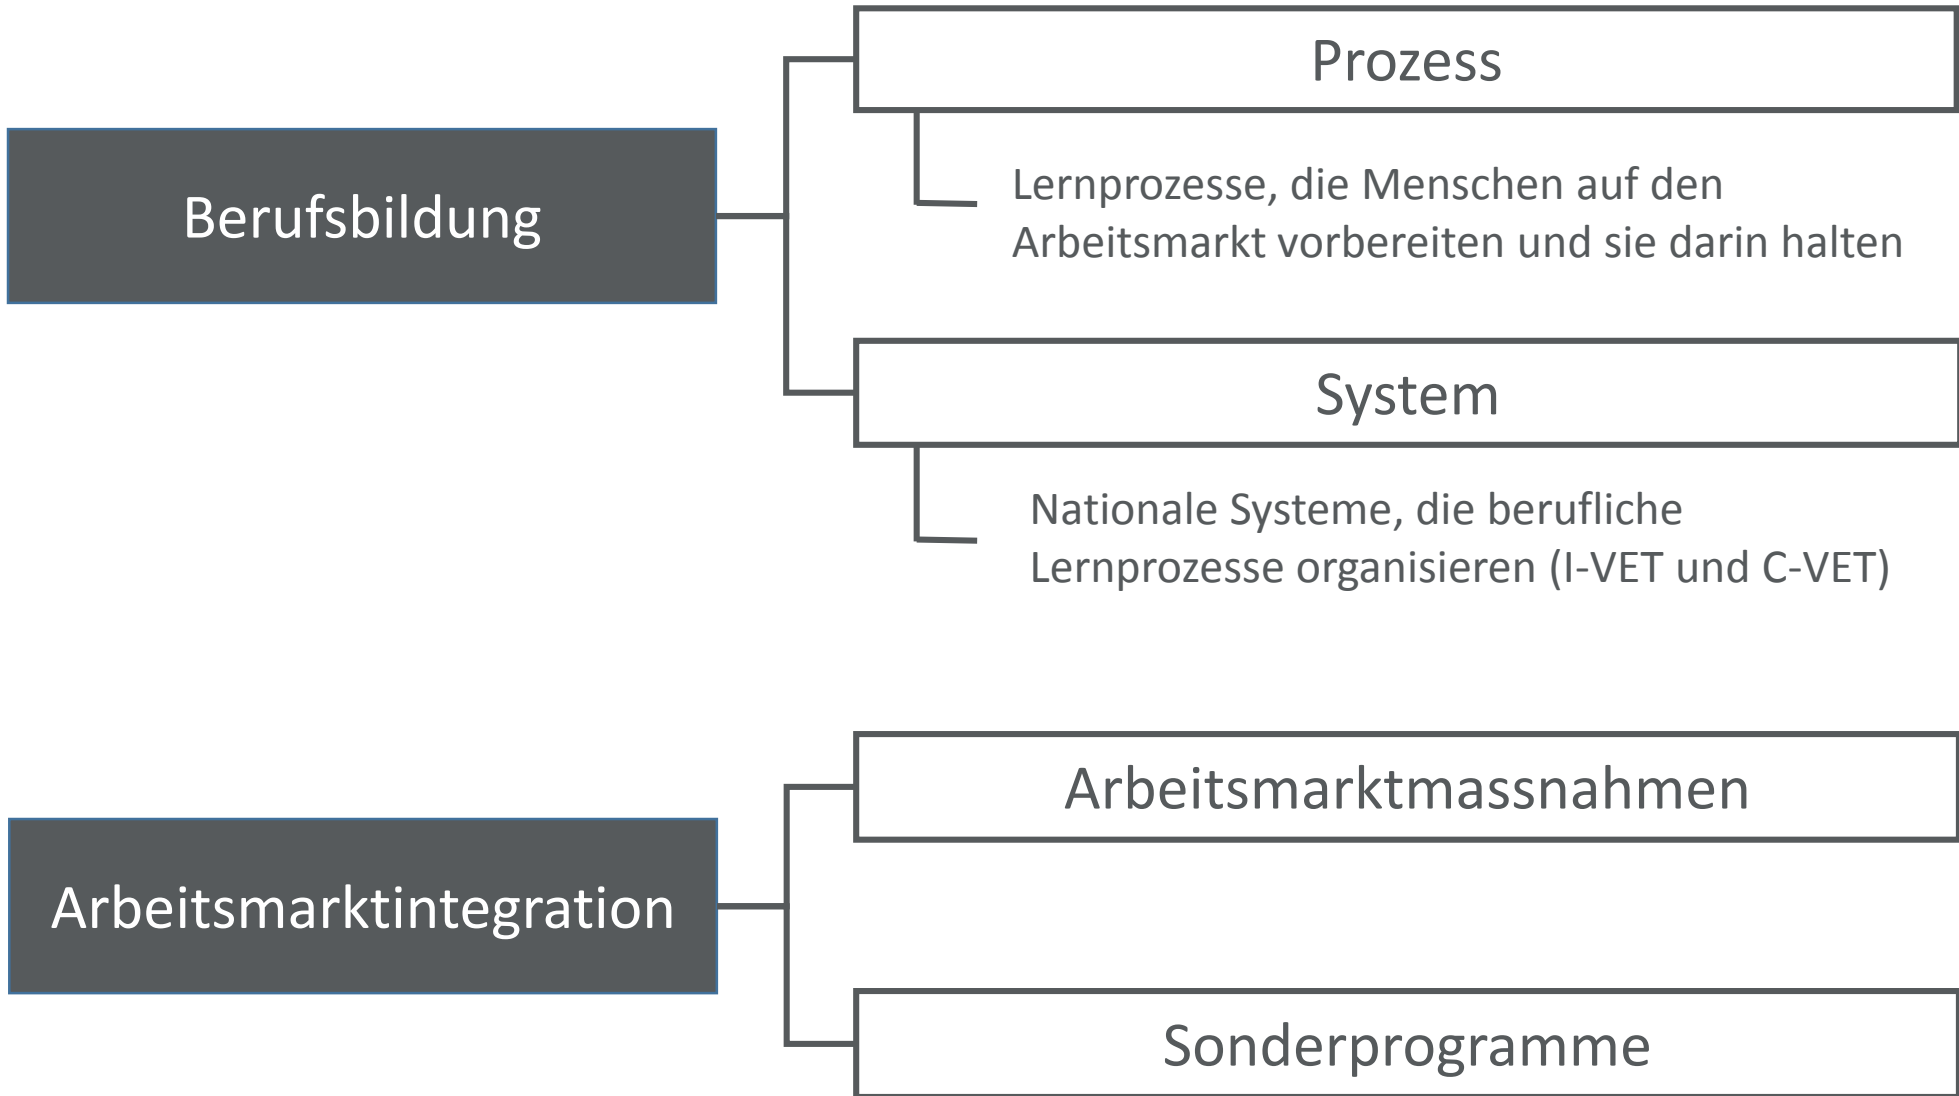 Prozess
Berufsbildung
Lernprozesse, die Menschen auf den
Arbeitsmarkt vorbereiten und sie darin halten
System
Nationale Systeme, die berufliche
Lernprozesse organisieren (I-VET und C-VET)
Arbeitsmarktmassnahmen
Arbeitsmarktintegration
Sonderprogramme